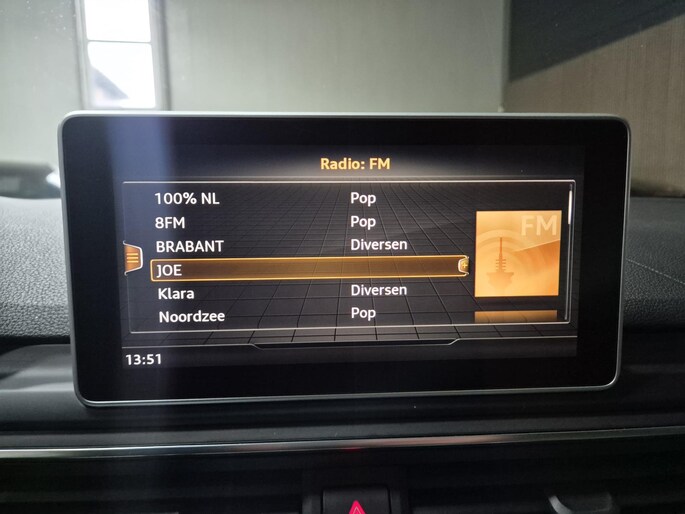 Radio: FM
100% NL Pop
8FM Pop
BRABANT Diversen
JOE
Klara Diversen
Noordzee Pop
FM
13:51